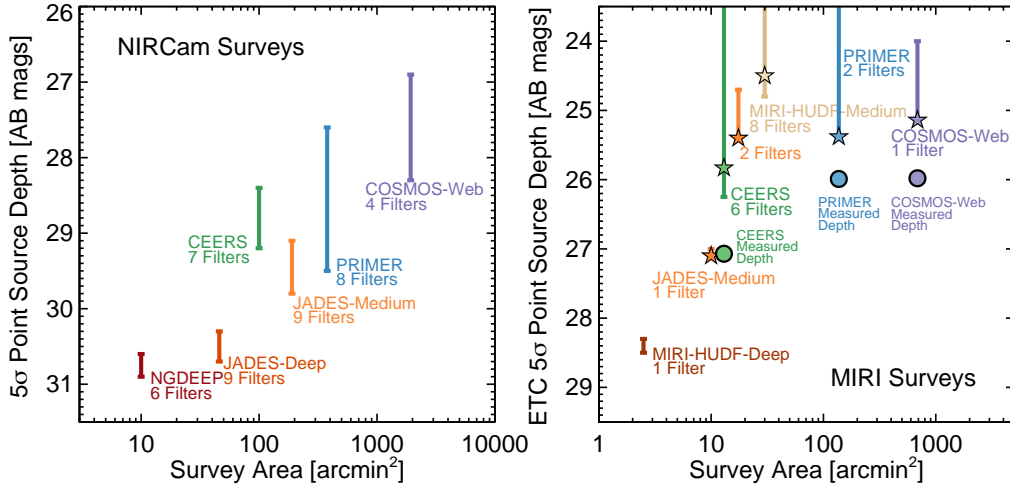 NIRCam Surveys
5σ Point Source Depth [AB mags]
26
27
28
29
30
31
COSMOS-Web
4 Filters
CEERS
7 Filters
PRIMER
8 Filters
JADES-Medium
9 Filters
JADES-Deep
9 Filters
NGDEEP
6 Filters
10
100
1000
10000
Survey Area [arcmin²]
ETC 5σ Point Source Depth [AB mags]
24
25
26
27
28
29
PRIMER
2 Filters
MIRI-HUDF-Medium
8 Filters
COSMOS-Web
1 Filter
2 Filters
CEERS
6 Filters
PRIMER
Measured
Depth
COSMOS-Web
Measured
Depth
CEERS
Measured
Depth
JADES-Medium
1 Filter
MIRI-HUDF-Deep
1 Filter
MIRI Surveys
1
10
100
1000
Survey Area [arcmin²]